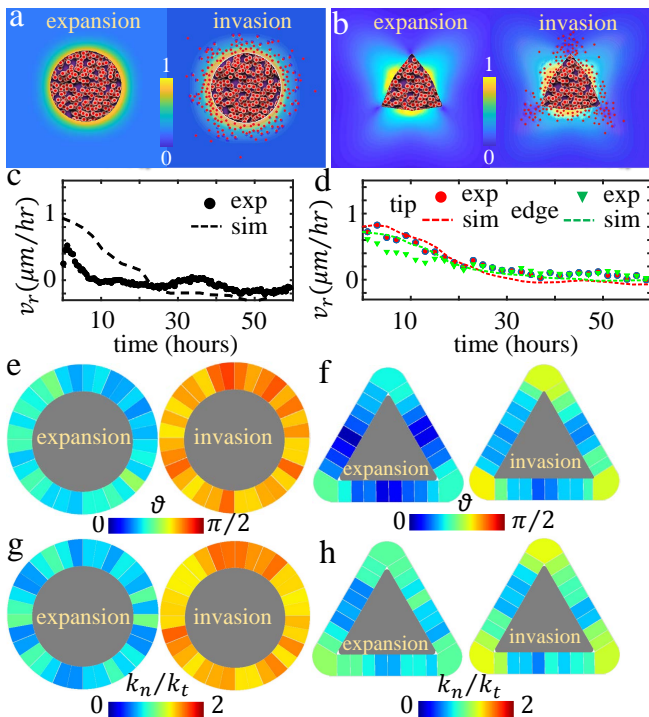 a expansion invasion
1
0
b expansion invasion
1
0
c
v_r(μm/hr)
1
0
exp
sim
10 30 50
time (hours)
d
v_r(μm/hr)
1
0
tip exp edge exp
sim sim
10 30 50
time (hours)
e expansion invasion
0 ϑ π/2
f expansion invasion
0 ϑ π/2
g expansion invasion
0 k_n/k_t 2
h expansion invasion
0 k_n/k_t 2